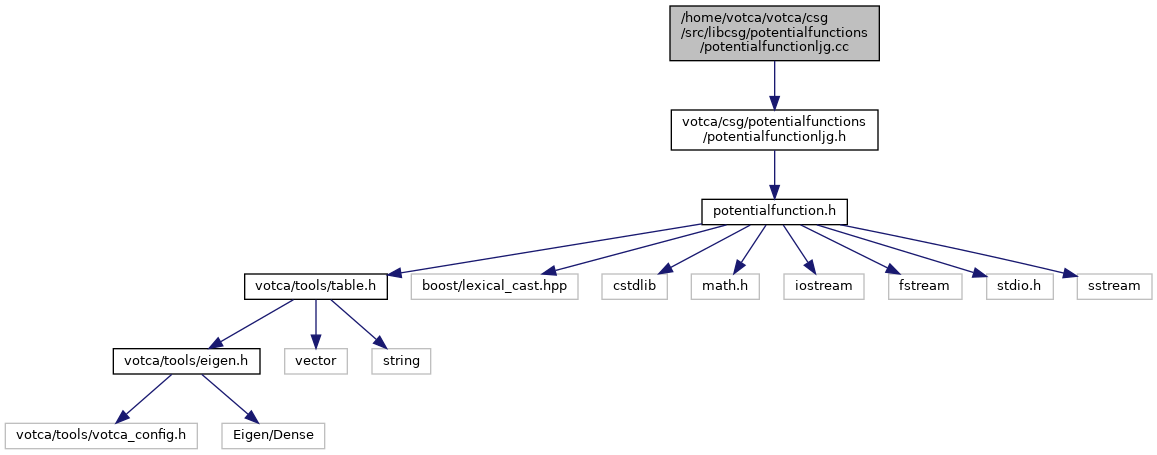 /home/votca/votca/csg
/src/libcsg/potentialfunctions
/potentialfunctionljg.cc
votca/csg/potentialfunctions
/potentialfunctionljg.h
potentialfunction.h
votca/tools/table.h
boost/lexical_cast.hpp
cstdlib
math.h
iostream
fstream
stdio.h
sstream
votca/tools/eigen.h
vector
string
votca/tools/votca_config.h
Eigen/Dense